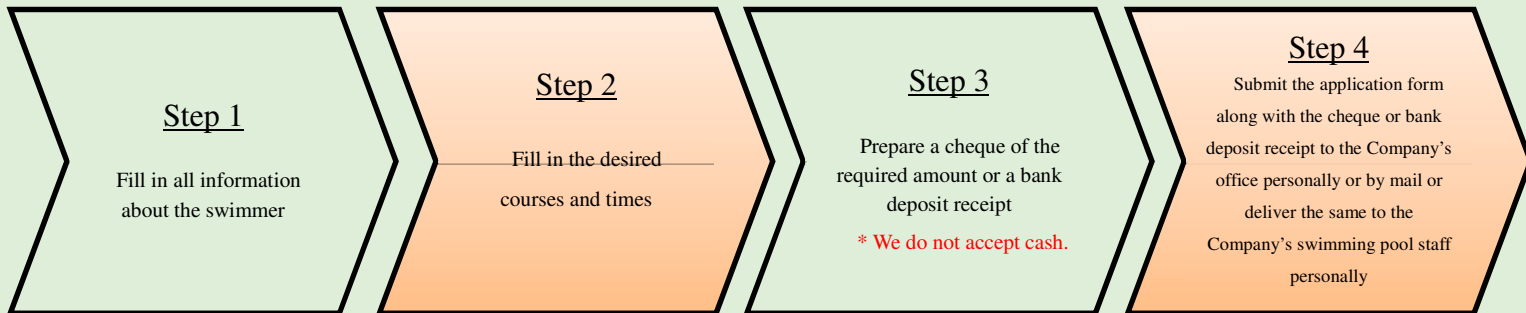 Step 1
Fill in all information
about the swimmer
Step 2
Fill in the desired
courses and times
Step 3
Prepare a cheque of the
required amount or a bank
deposit receipt
* We do not accept cash.
Step 4
Submit the application form
along with the cheque or bank
deposit receipt to the Company’s
office personally or by mail or
deliver the same to the
Company’s swimming pool staff
personally